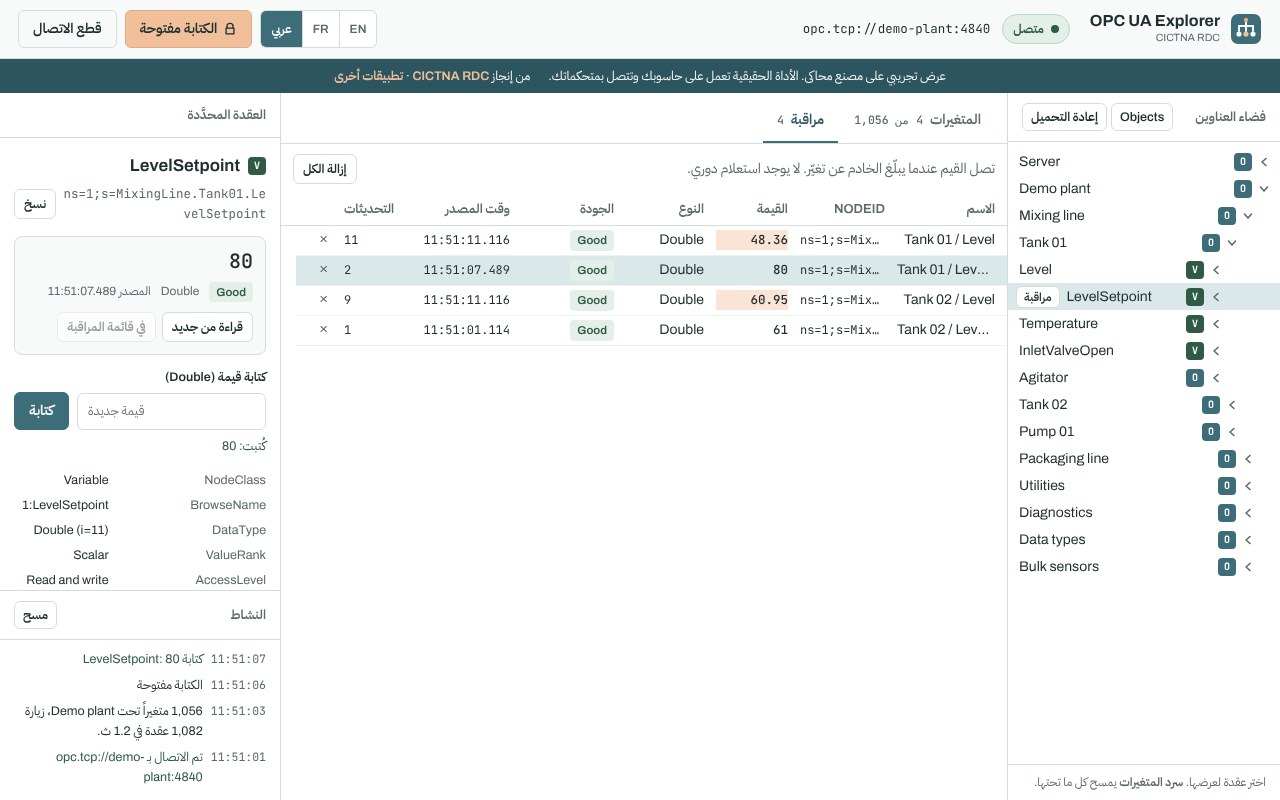 OPC UA Explorer
CICTNA RDC
متصل
opc.tcp://demo-plant:4840
EN
FR
عربي
الكتابة مفتوحة
قطع الاتصال
عرض تجريبي على مصنع محاكى. الأداة الحقيقية تعمل على حاسوبك وتتصل بمتحكماتك. من إنجاز CICTNA RDC · تطبيقات أخرى
فضاء العناوين
Objects
إعادة التحميل
O Server
O Demo plant
O Mixing line
O Tank 01
V Level
V LevelSetpoint مراقبة
V Temperature
V InletValveOpen
O Agitator
O Tank 02
O Pump 01
O Packaging line
O Utilities
O Diagnostics
O Data types
O Bulk sensors
اختر عقدة لعرضها. سرد المتغيرات يمسح كل ما تحتها.
المتغيرات 4 من 1,056
مراقبة 4
تصل القيم عندما يبلّغ الخادم عن تغيّر. لا يوجد استعلام دوري.
إزالة الكل
الاسم NODEID القيمة النوع الجودة وقت المصدر التحديثات
Tank 01 / Level ns=1;s=Mix… 48.36 Double Good 11:51:11.116 11 ×
Tank 01 / Lev… ns=1;s=Mix… 80 Double Good 11:51:07.489 2 ×
Tank 02 / Level ns=1;s=Mix… 60.95 Double Good 11:51:11.116 9 ×
Tank 02 / Lev… ns=1;s=Mix… 61 Double Good 11:51:01.114 1 ×
العقدة المحدَّدة
V LevelSetpoint
ns=1;s=MixingLine.Tank01.Le
velSetpoint
نسخ
80
Good Double المصدر 11:51:07.489
قراءة من جديد
في قائمة المراقبة
كتابة قيمة (Double)
قيمة جديدة
كتابة
كُتبت: 80
NodeClass Variable
BrowseName 1:LevelSetpoint
DataType Double (i=11)
ValueRank Scalar
AccessLevel Read and write
النشاط
مسح
11:51:07 كتابة LevelSetpoint: 80
11:51:06 الكتابة مفتوحة
11:51:03 1,056 متغيراً تحت Demo plant، زيارة
1,082 عقدة في 1.2 ث.
11:51:01 تم الاتصال بـ opc.tcp://demo-
plant:4840